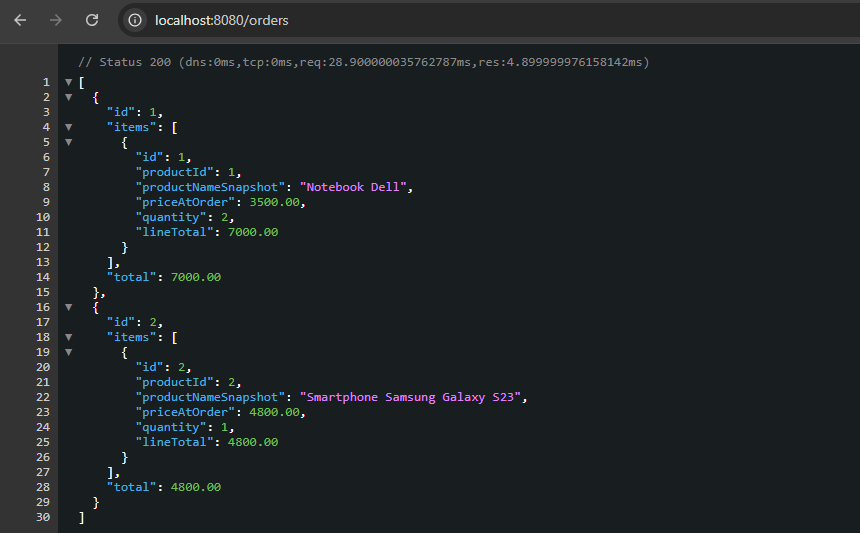 localhost:8080/orders
// Status 200 (dns:0ms,tcp:0ms,req:28.900000035762787ms,res:4.899999976158142ms)
1 [
2 {
3 "id": 1,
4 "items": [
5 {
6 "id": 1,
7 "productId": 1,
8 "productNameSnapshot": "Notebook Dell",
9 "priceAtOrder": 3500.00,
10 "quantity": 2,
11 "lineTotal": 7000.00
12 }
13 ],
14 "total": 7000.00
15 },
16 {
17 "id": 2,
18 "items": [
19 {
20 "id": 2,
21 "productId": 2,
22 "productNameSnapshot": "Smartphone Samsung Galaxy S23",
23 "priceAtOrder": 4800.00,
24 "quantity": 1,
25 "lineTotal": 4800.00
26 }
27 ],
28 "total": 4800.00
29 }
30 ]